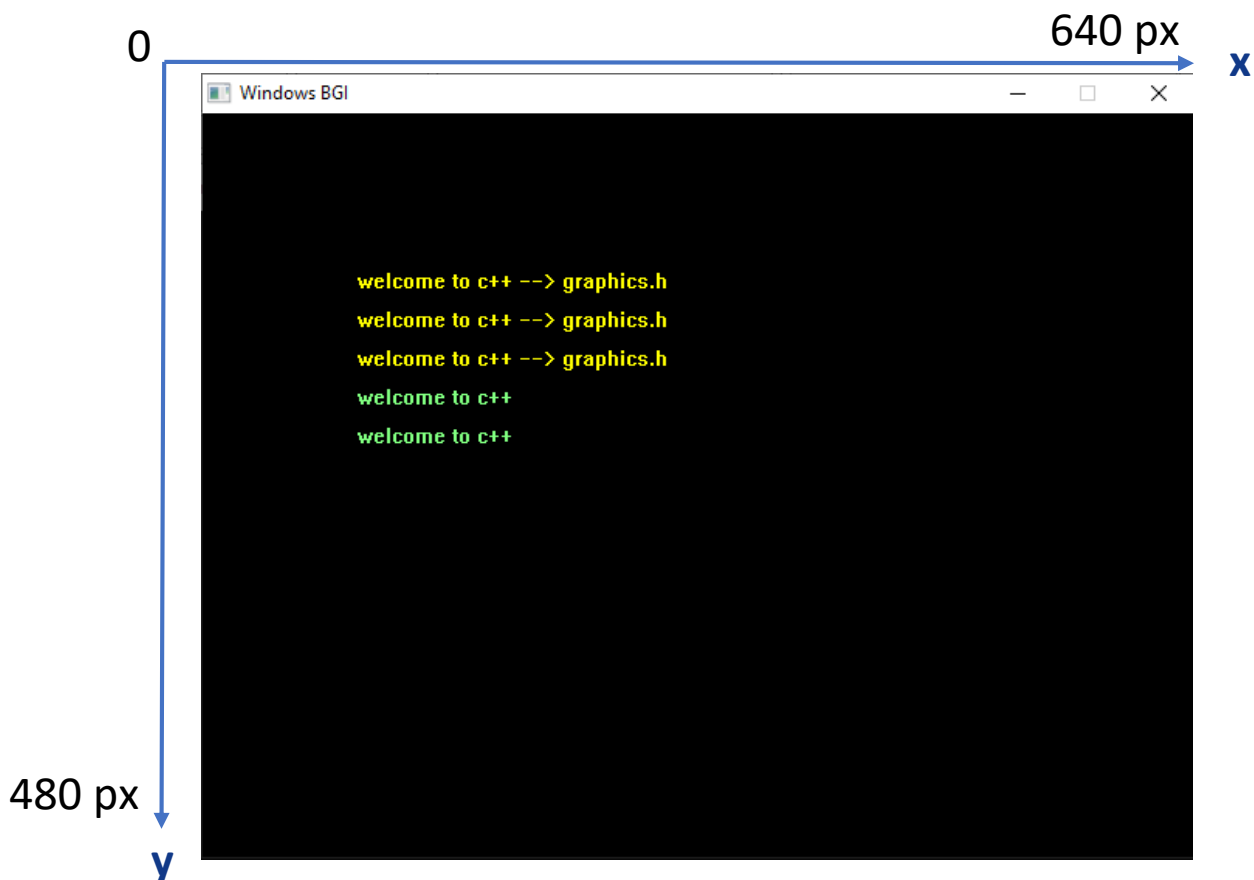 0
640 px
x
Windows BGI
welcome to c++ --> graphics.h
welcome to c++ --> graphics.h
welcome to c++ --> graphics.h
welcome to c++
welcome to c++
480 px
y